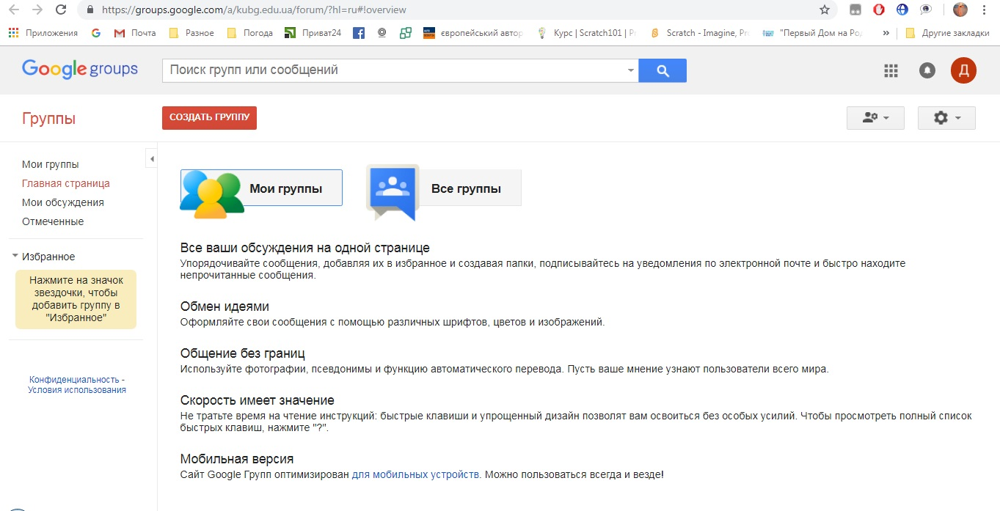 https://groups.google.com/a/kubg.edu.ua/forum/?hl=ru#!overview
Приложения
Почта
Разное
Погода
Приват24
європейський автор
Курс | Scratch101 |
Scratch - Imagine,
"Первый Дом на
»
Другие закладки
Google groups
Поиск групп или сообщений
Д
Группы
СОЗДАТЬ ГРУППУ
Мои группы
Главная страница
Мои обсуждения
Отмеченные
Избранное
Нажмите на значок
звездочки, чтобы
добавить группу в
"Избранное"
Конфиденциальность -
Условия использования
Мои группы
Все группы
Все ваши обсуждения на одной странице
Упорядочивайте сообщения, добавляя их в избранное и создавая папки, подписывайтесь на уведомления по электронной почте и быстро находите
непрочитанные сообщения.
Обмен идеями
Оформляйте свои сообщения с помощью различных шрифтов, цветов и изображений.
Общение без границ
Используйте фотографии, псевдонимы и функцию автоматического перевода. Пусть ваше мнение узнают пользователи всего мира.
Скорость имеет значение
Не тратьте время на чтение инструкций: быстрые клавиши и упрощенный дизайн позволят вам освоиться без особых усилий. Чтобы просмотреть полный список
быстрых клавиш, нажмите "?".
Мобильная версия
Сайт Google Групп оптимизирован для мобильных устройств. Можно пользоваться всегда и везде!